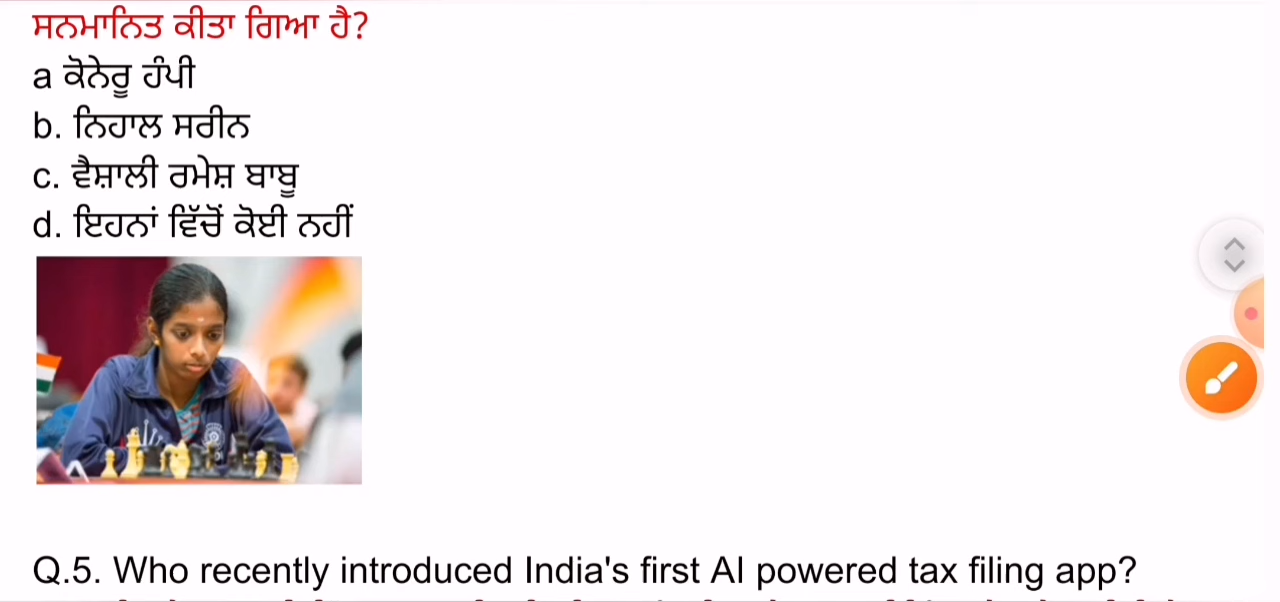 ਸਨਮਾਨਿਤ ਕੀਤਾ ਗਿਆ ਹੈ?
a ਕੋਨੇਰੂ ਹੰਪੀ
b. ਨਿਹਾਲ ਸਰੀਨ
c. ਵੈਸ਼ਾਲੀ ਰਮੇਸ਼ ਬਾਬੂ
d. ਇਹਨਾਂ ਵਿੱਚੋਂ ਕੋਈ ਨਹੀਂ
Q.5. Who recently introduced India's first AI powered tax filing app?